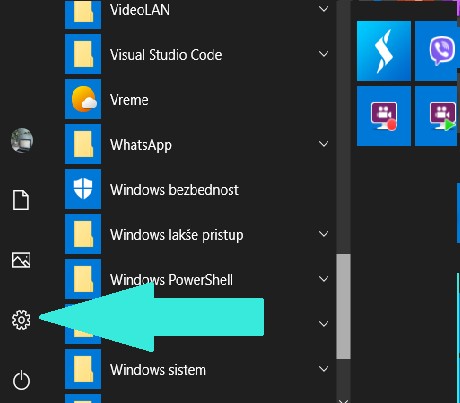 VideoLAN
Visual Studio Code
Vreme
WhatsApp
Windows bezbednost
Windows lakše pristup
Windows PowerShell
Windows sistem